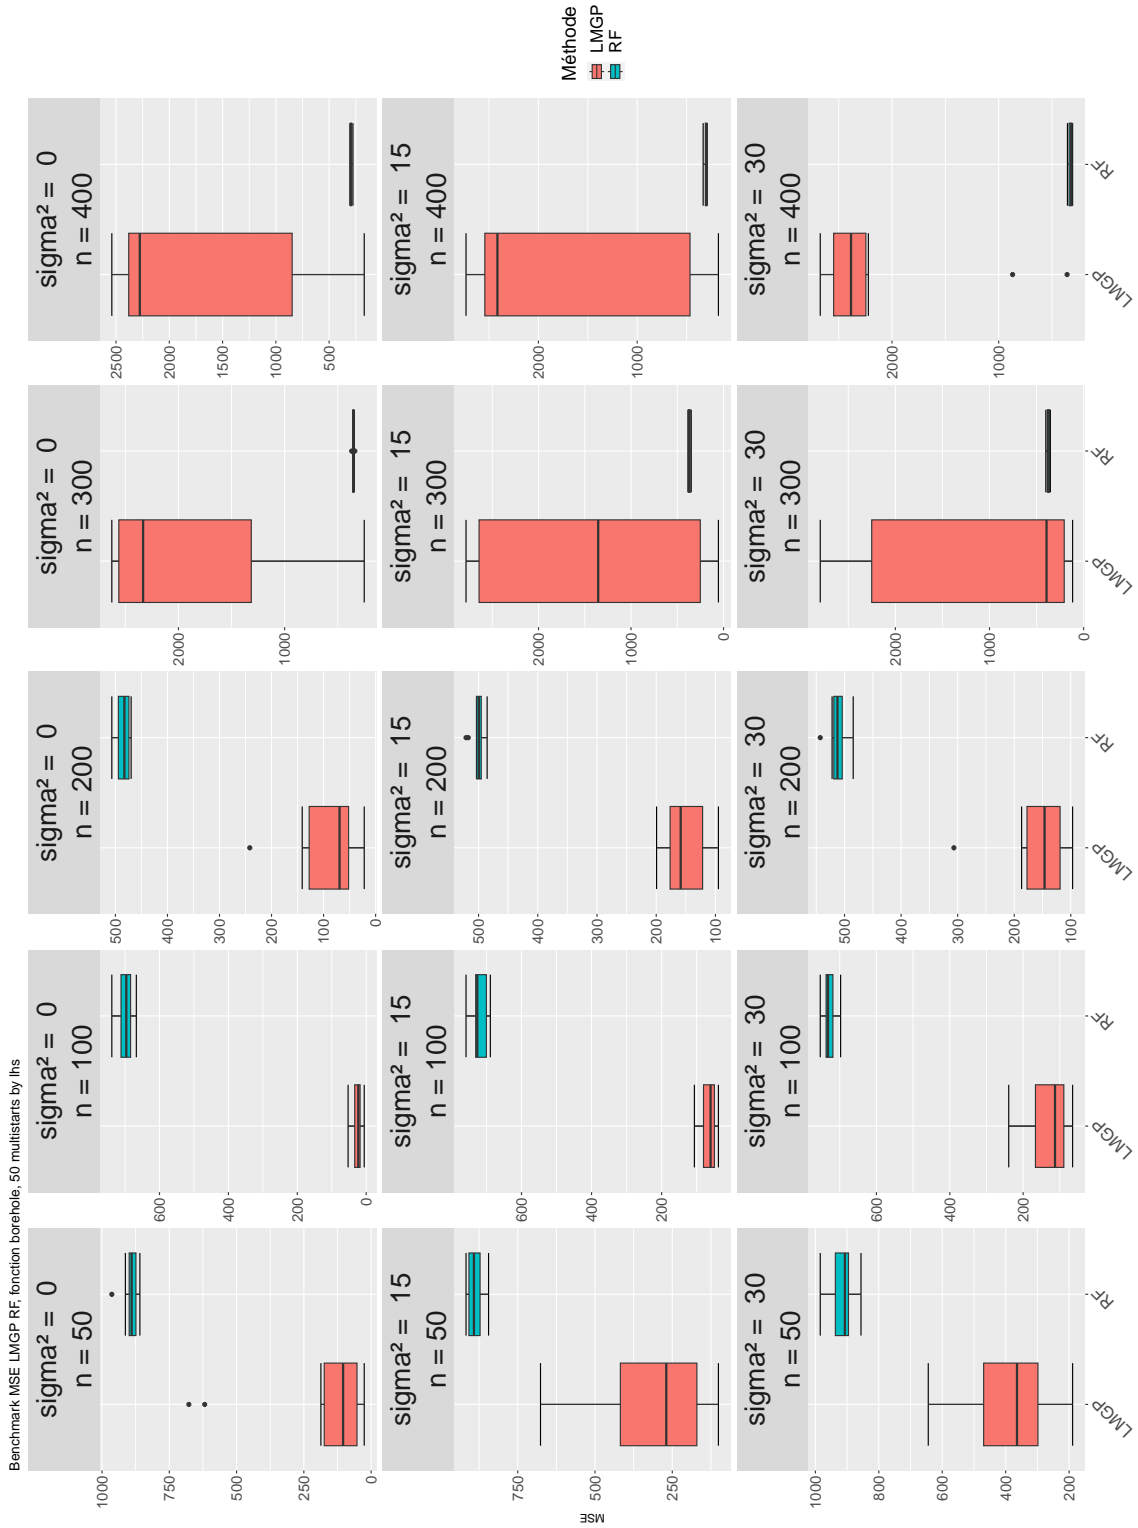 Benchmark MSE LMGP RF, fonction borehole, 50 multistarts by lhs
sigma² = 0
n = 50
sigma² = 0
n = 100
sigma² = 0
n = 200
sigma² = 0
n = 300
sigma² = 0
n = 400
1000
750
500
250
0
600
400
200
0
500
400
300
200
100
0
2000
1000
2500
2000
1500
1000
500
sigma² = 15
n = 50
sigma² = 15
n = 100
sigma² = 15
n = 200
sigma² = 15
n = 300
sigma² = 15
n = 400
MSE
750
500
250
600
400
200
500
400
300
200
100
2000
1000
0
2000
1000
sigma² = 30
n = 50
sigma² = 30
n = 100
sigma² = 30
n = 200
sigma² = 30
n = 300
sigma² = 30
n = 400
1000
800
600
400
200
600
400
200
500
400
300
200
100
2000
1000
0
2000
1000
LMGP
RF
LMGP
RF
LMGP
RF
LMGP
RF
LMGP
RF
Méthode
LMGP
RF